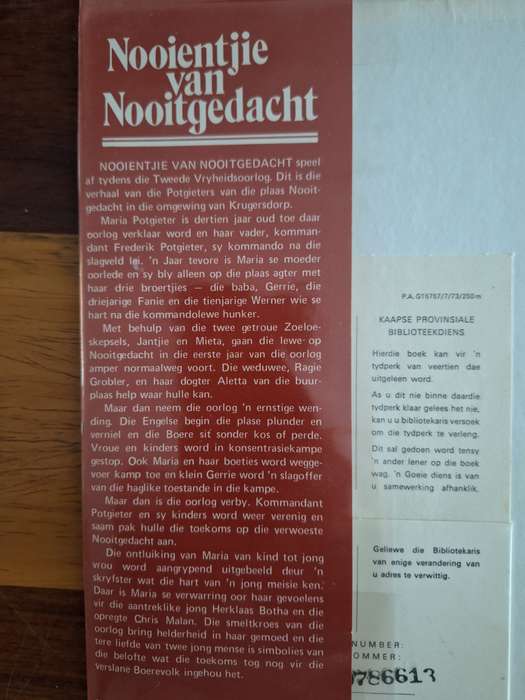 Nooientjie
van
Nooitgedacht
NOOIENTJIE VAN NOOITGEDACHT speel
af tydens die Tweede Vryheidsoorlog. Dit is die
verhaal van die Potgieters van die plaas Nooit-
gedacht in die omgewing van Krugersdorp.
Maria Potgieter is dertien jaar oud toe daar
oorlog verklaar word en haar vader, komman-
dant Frederik Potgieter, sy kommando na die
slagveld lei. 'n Jaar tevore is Maria se moeder
oorlede en sy bly alleen op die plaas agter met
haar drie broertjies — die baba, Gerrie, die
driejarige Fanie en die tienjarige Werner wie se
hart na die kommandolewe hunker.
Met behulp van die twee getroue Zoeloe-
skepsels, Jantjie en Mieta, gaan die lewe op
Nooitgedacht in die eerste jaar van die oorlog
amper normaalweg voort. Die weduwee, Ragie
Grobler, en haar dogter Aletta van die buur-
plaas help waar hulle kan.
Maar dan neem die oorlog 'n ernstige wen-
ding. Die Engelse begin die plase plunder en
verniel en die Boere sit sonder kos of perde.
Vroue en kinders word in konsentrasiekampe
gestop. Ook Maria en haar boeties word wegge-
voer kamp toe en klein Gerrie word 'n slagoffer
van die haglike toestande in die kampe.
Maar dan is die oorlog verby. Kommandant
Potgieter en sy kinders word weer verenig en
saam pak hulle die toekoms op die verwoeste
Nooitgedacht aan.
Die ontluiking van Maria van kind tot jong
vrou word aangrypend uitgebeeld deur 'n
skryfster wat die hart van 'n jong meisie ken.
Daar is Maria se verwarring oor haar gevoelens
vir die aantreklike jong Herklaas Botha en die
opregte Chris Malan. Die smeltkroes van die
oorlog bring helderheid in haar gemoed en die
tere liefde van twee jong mense is simbolies van
die belofte wat die toekoms tog nog vir die
verslane Boerevolk ingehou het.
P.A. G16767/7/73/250m
KAAPSE PROVINSIALE
BIBLIOTEEKDIENS
Hierdie boek kan vir 'n
tydperk van veertien dae
uitgeleen word.
As u dit nie binne daardie
tydperk klaar gelees het nie,
kan u u bibliotekaris versoek
om die tydperk te verleng.
Dit sal gedoen word tensy
'n ander lener op die boek
wag. 'n Goeie diens is van
u samewerking afhanklik.
Geliewe die Bibliotekaris
van enige verandering van
u adres te verwittig.
NUMBER:
OMMER:
786613